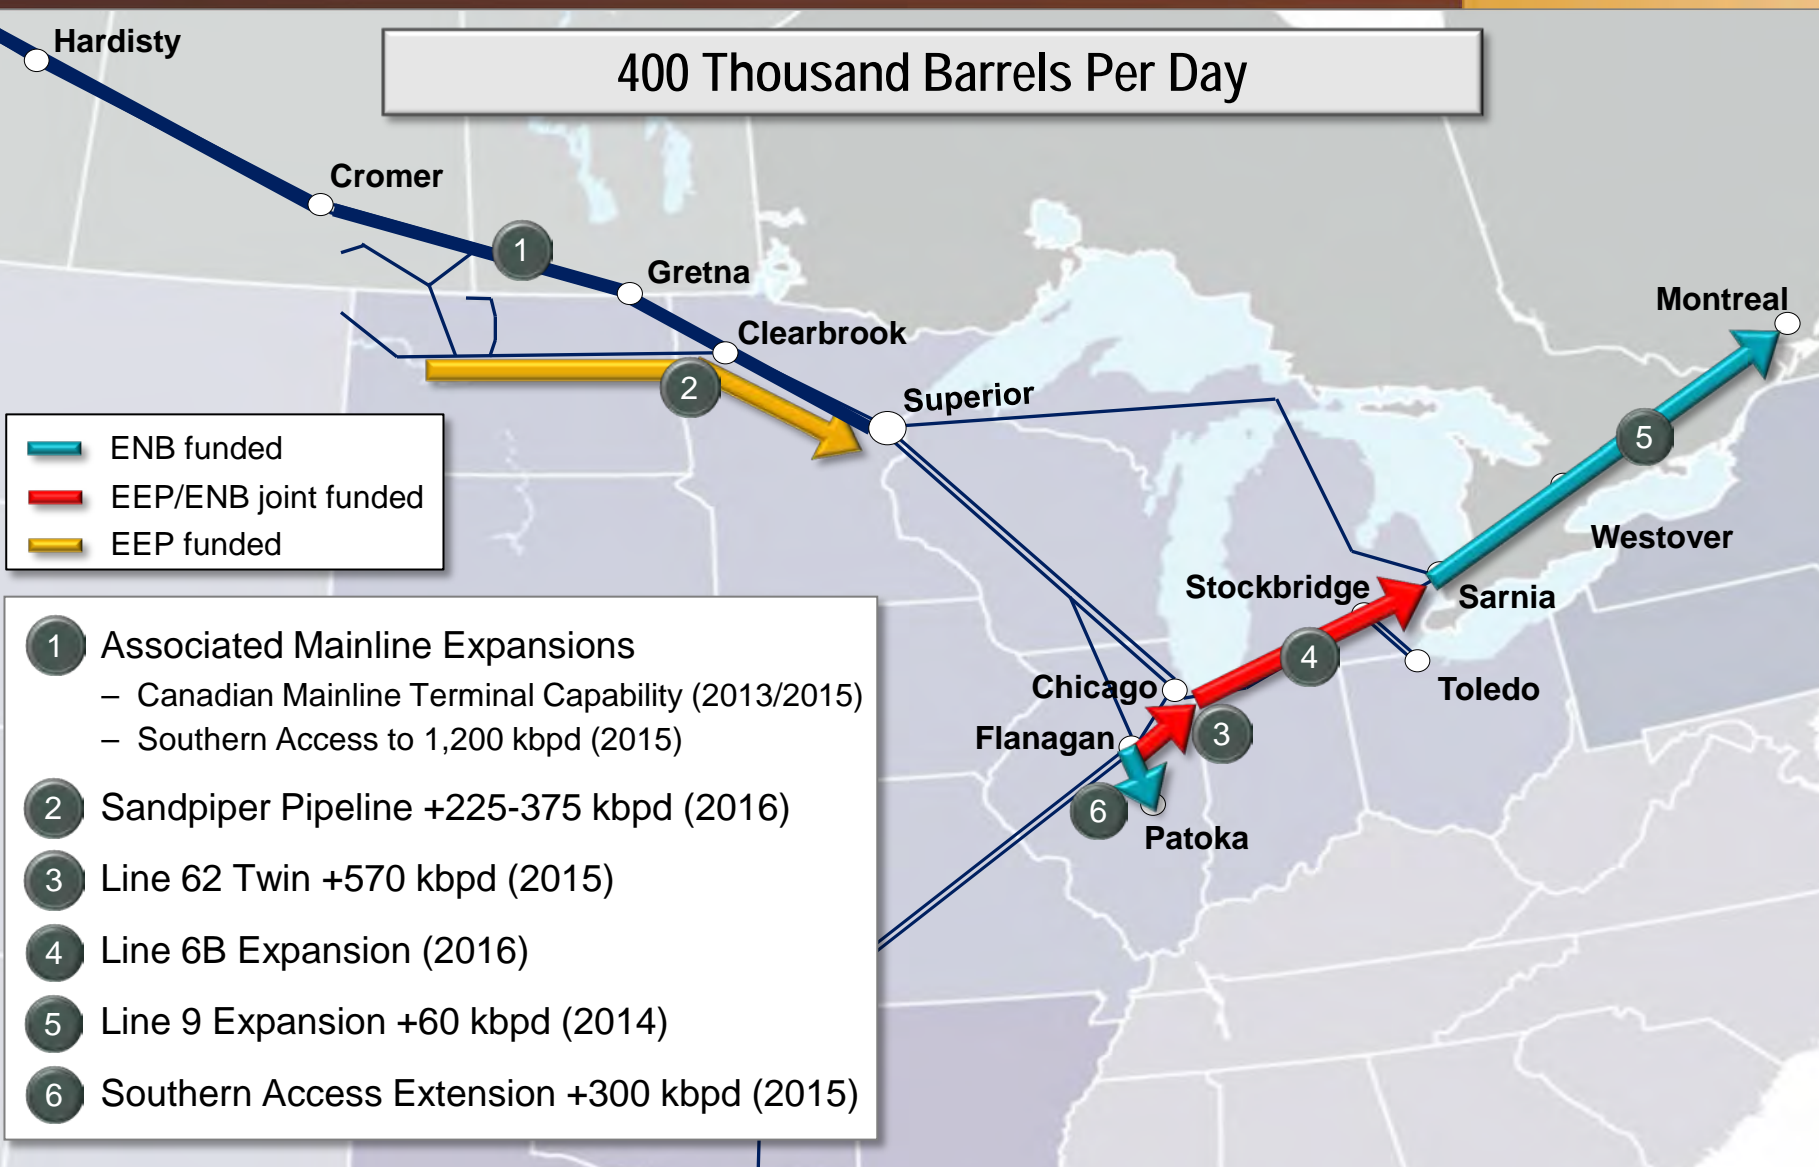 400 Thousand Barrels Per Day
Hardisty
Cromer
1
Gretna
Clearbrook
2
Superior
Montreal
5
Westover
Stockbridge
Sarnia
4
Chicago
Toledo
Flanagan
3
6
Patoka
ENB funded
EEP/ENB joint funded
EEP funded
1 Associated Mainline Expansions
– Canadian Mainline Terminal Capability (2013/2015)
– Southern Access to 1,200 kbpd (2015)
2 Sandpiper Pipeline +225-375 kbpd (2016)
3 Line 62 Twin +570 kbpd (2015)
4 Line 6B Expansion (2016)
5 Line 9 Expansion +60 kbpd (2014)
6 Southern Access Extension +300 kbpd (2015)